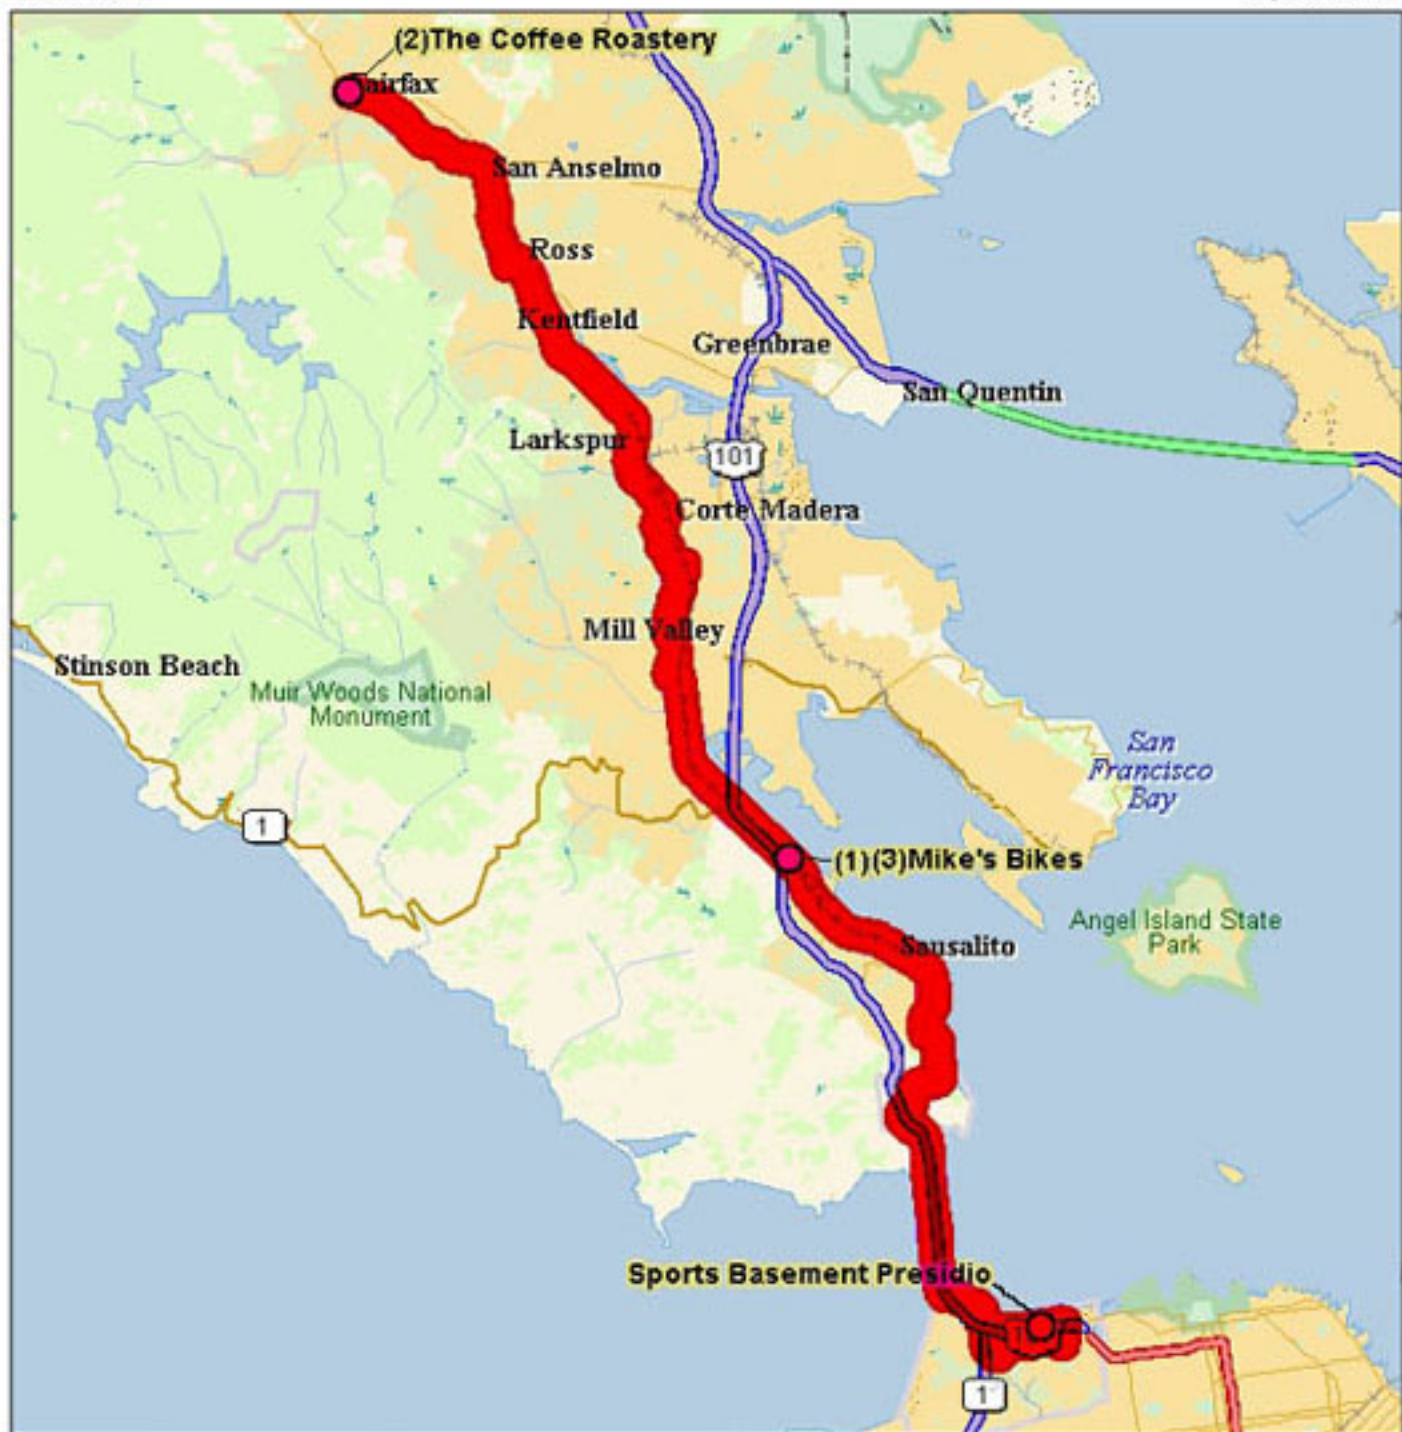 (2)The Coffee Roastery
Fairfax
San Anselmo
Ross
Kentfield
Greenbrae
San Quentin
Larkspur
101
Corte Madera
Mill Valley
Stinson Beach
Muir Woods National
Monument
San
Francisco
Bay
1
(1)(3)Mike's Bikes
Angel Island State
Park
Sausalito
Sports Basement Presidio
1